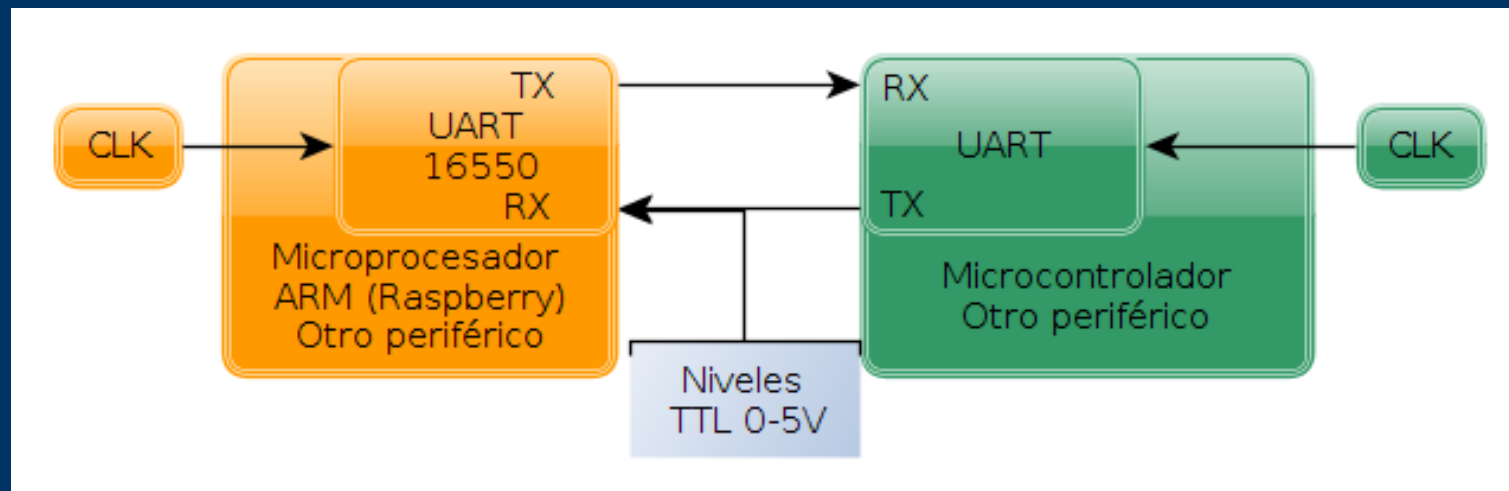 CLK
TX
UART
16550
RX
Microprocesador
ARM (Raspberry)
Otro periférico
Niveles
TTL 0-5V
RX
UART
TX
Microcontrolador
Otro periférico
CLK